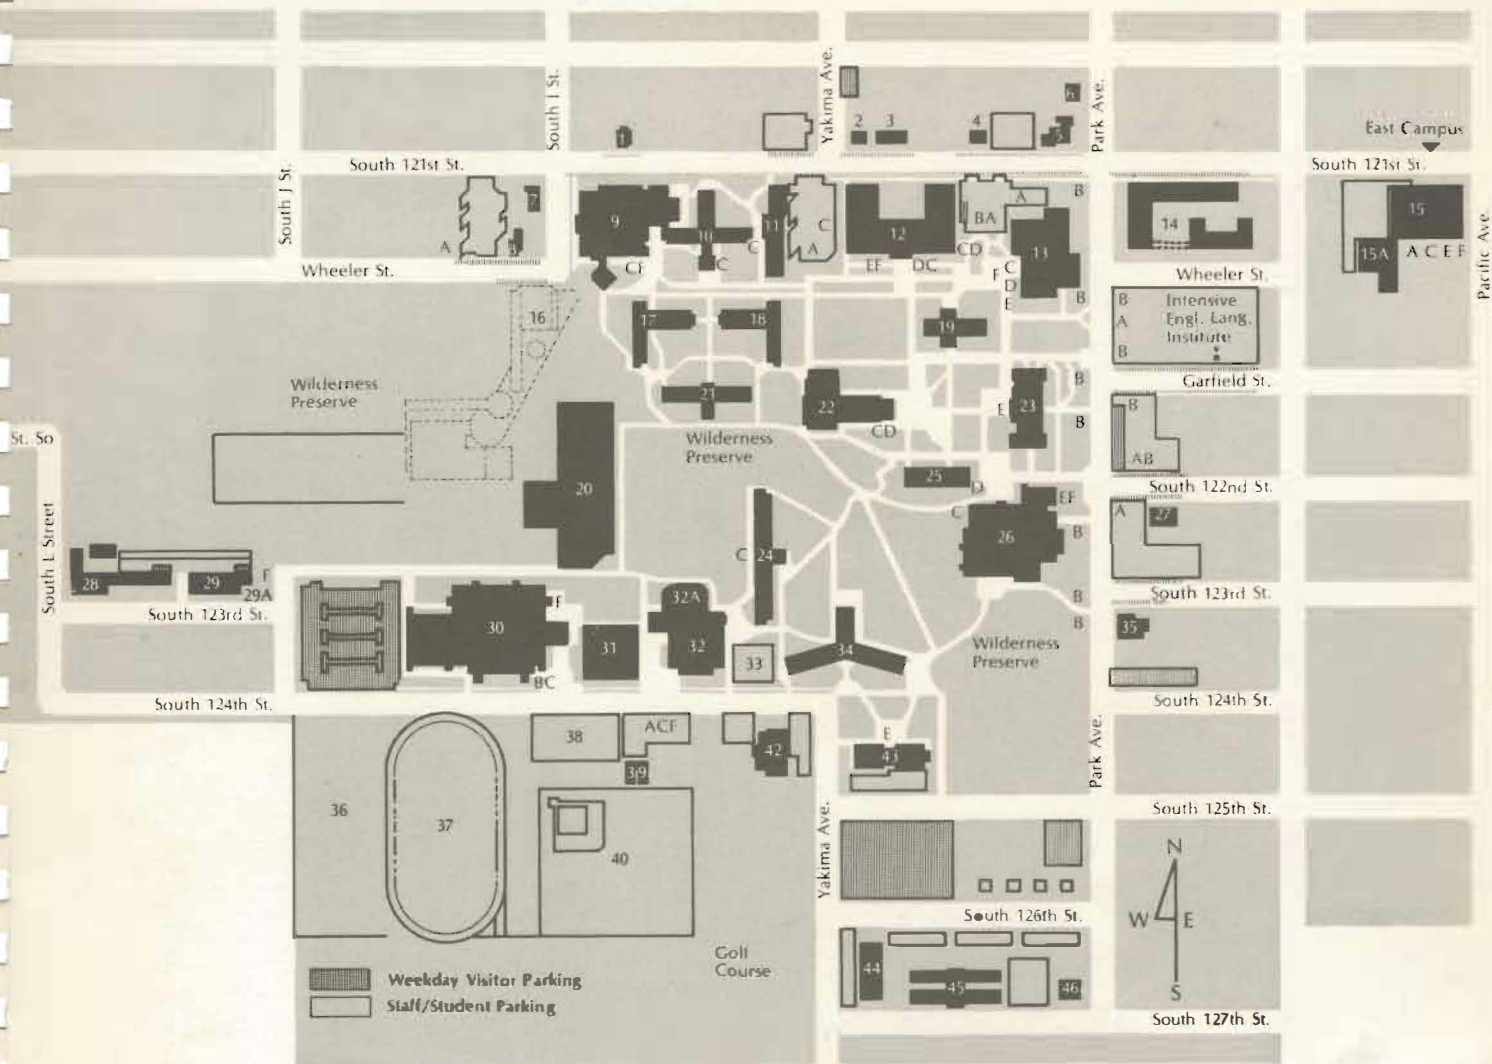 South J St.
South I St.
Yakima Ave.
Park Ave.
6
1
2
3
4
5
East Campus
South 121st St.
South 121st St.
7
A
9
10
C
C
11
C
A
12
EF
DC
CD
BA
A
B
13
F
C
D
E
B
14
15
15A
A C E F
Pacific Ave.
Wheeler St.
CF
Wheeler St.
16
17
18
19
B
A
B
Intensive
Engl. Lang.
Institute
Wilderness
Preserve
21
22
CD
E
23
B
B
Garfield St.
B
AB
St. So
Wilderness
Preserve
20
25
D
South 122nd St.
South L Street
C
24
C
26
EF
B
A
27
28
29
F
29A
South 123rd St.
South 123rd St.
30
F
BC
31
32A
32
33
34
Wilderness
Preserve
B
B
35
South 124th St.
South 124th St.
36
37
38
ACF
39
40
42
E
43
Park Ave.
Yakima Ave.
South 125th St.
N
W
E
S
South 126th St.
Golf
Course
44
45
46
Weekday Visitor Parking
Staff/Student Parking
South 127th St.